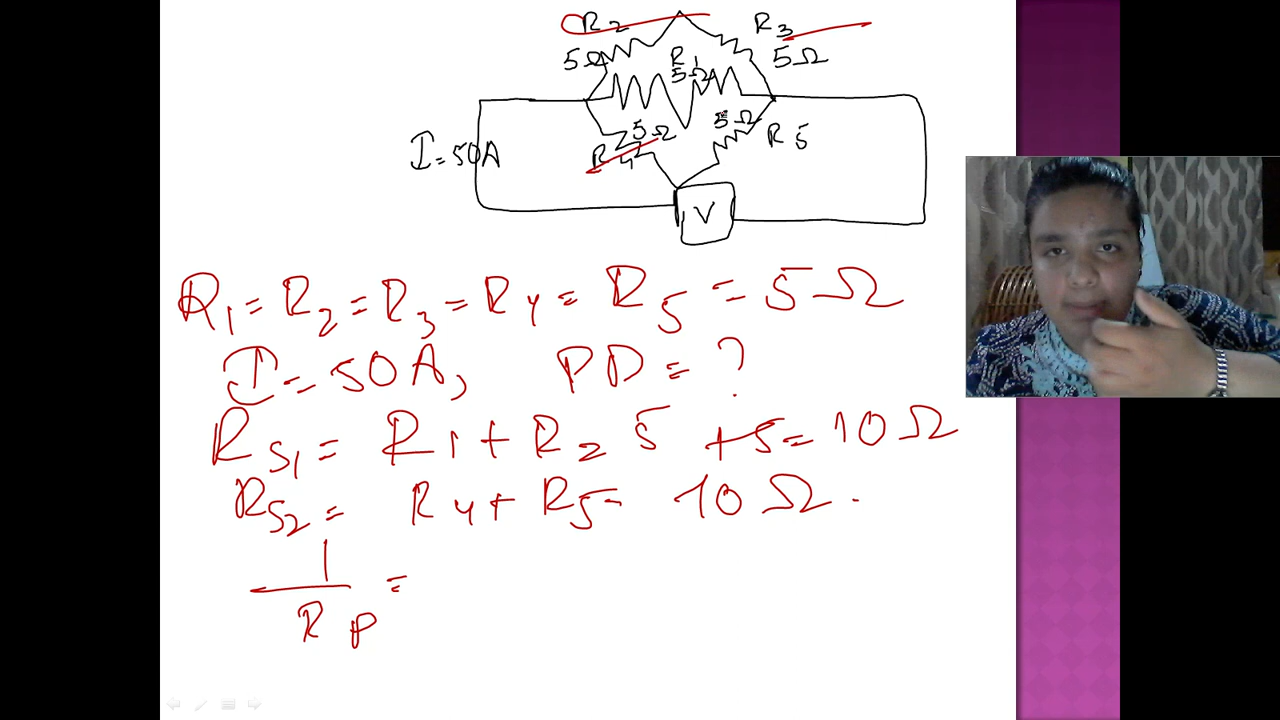 R2
R3
5Ω
R1
5Ω
5Ω
5Ω
5Ω
R5
I=50A
R4
V
R1=R2=R3=R4=R5=5Ω
I=50A, PD=?
RS1=R1+R2 5+5=10Ω
RS2=R4+R5=10Ω.
1
RP =